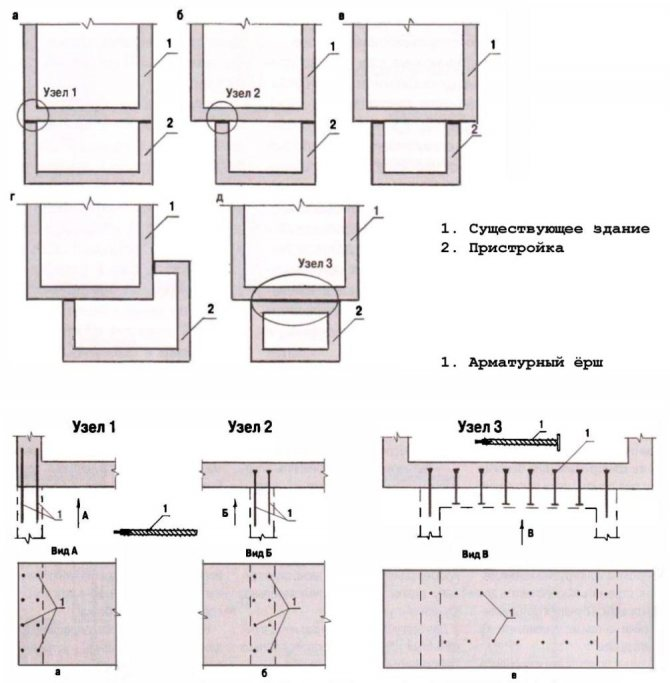 а б в
1 1 1
Узел 1 Узел 2
2 2 2
г д
1 1
Узел 3
2 2
1. Существующее здание
2. Пристройка
1. Арматурный ёрш
Узел 1 Узел 2 Узел 3
1 1
1 А 1 Б 1 В
Вид А Вид Б Вид В
1 1 1
а б в